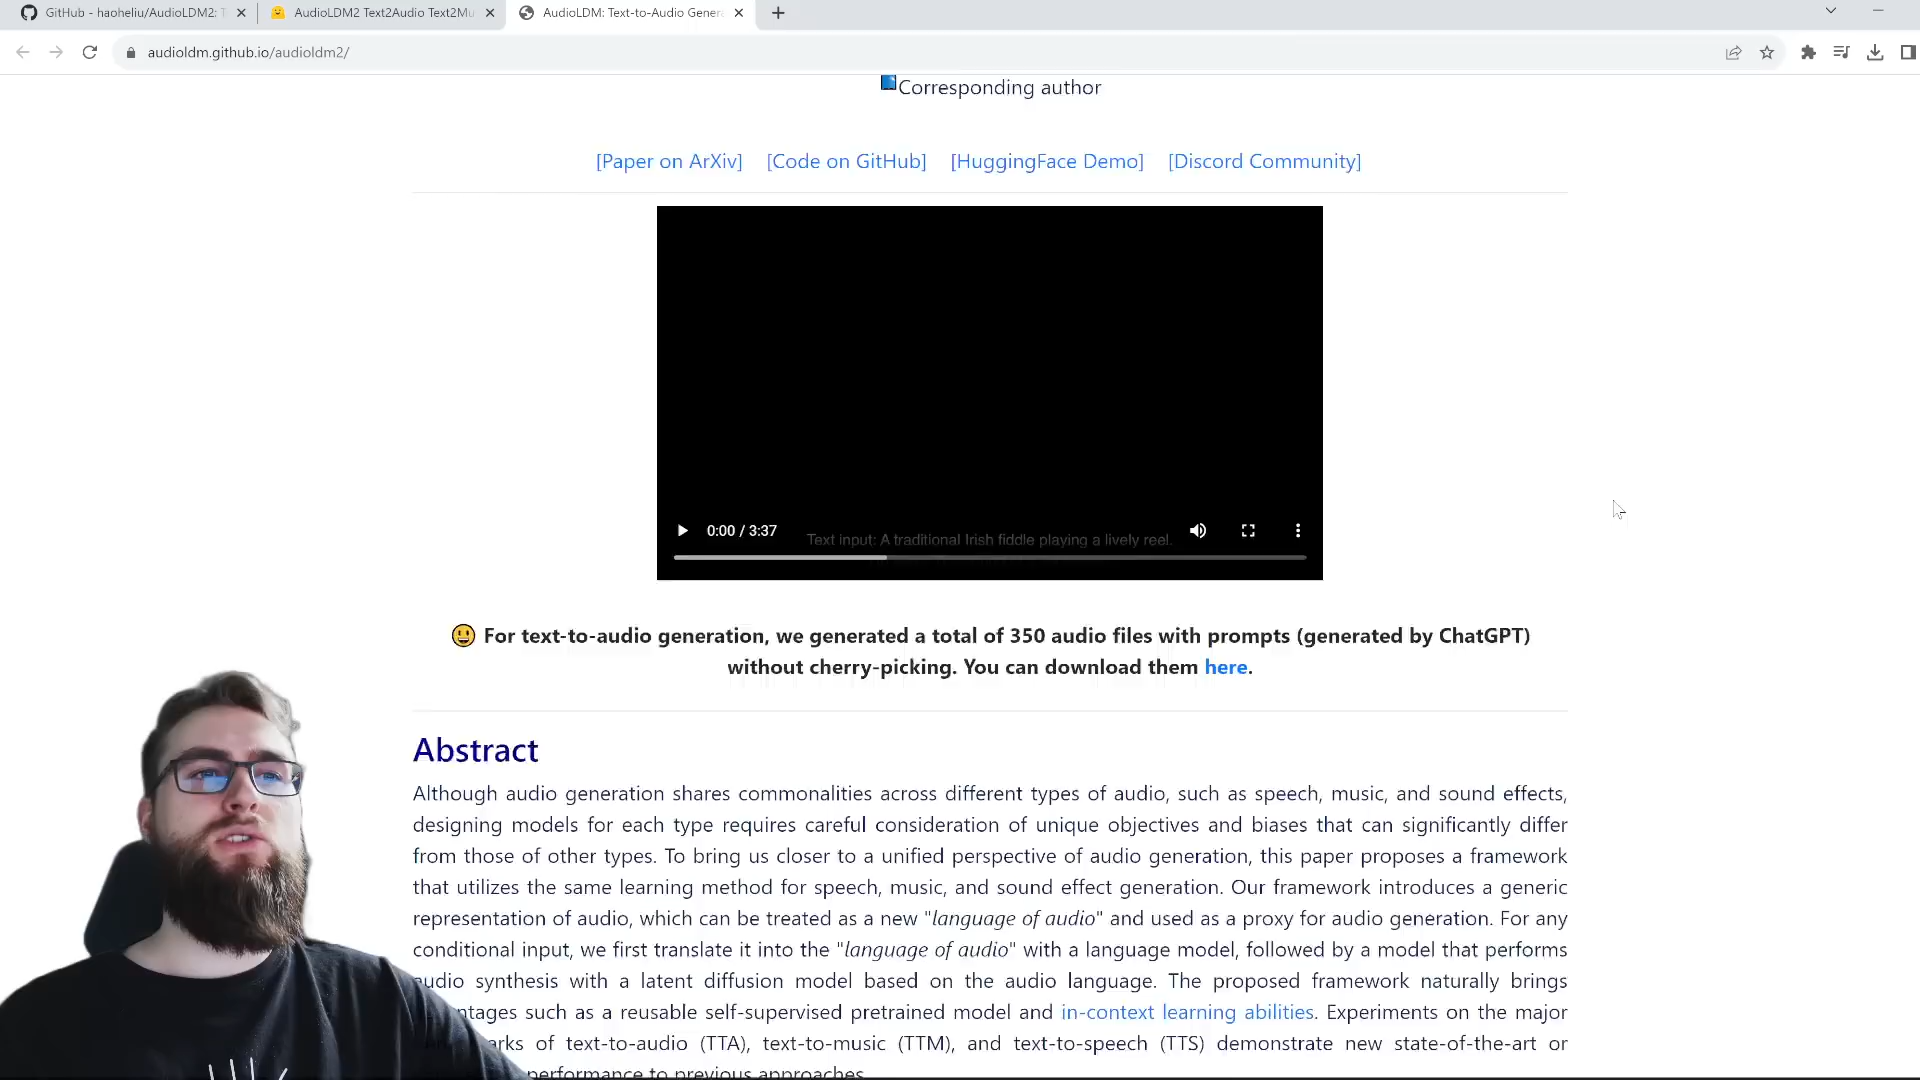 GitHub - haoheliu/AudioLDM2:
AudioLDM2 Text2Audio Text2Mu
AudioLDM: Text-to-Audio Genera
audioldm.github.io/audioldm2/
Corresponding author
[Paper on ArXiv] [Code on GitHub] [HuggingFace Demo] [Discord Community]
0:00 / 3:37
Text input: A traditional Irish fiddle playing a lively reel.
😃 For text-to-audio generation, we generated a total of 350 audio files with prompts (generated by ChatGPT)
without cherry-picking. You can download them here.
Abstract
Although audio generation shares commonalities across different types of audio, such as speech, music, and sound effects,
designing models for each type requires careful consideration of unique objectives and biases that can significantly differ
from those of other types. To bring us closer to a unified perspective of audio generation, this paper proposes a framework
that utilizes the same learning method for speech, music, and sound effect generation. Our framework introduces a generic
representation of audio, which can be treated as a new "language of audio" and used as a proxy for audio generation. For any
conditional input, we first translate it into the "language of audio" with a language model, followed by a model that performs
audio synthesis with a latent diffusion model based on the audio language. The proposed framework naturally brings
ntages such as a reusable self-supervised pretrained model and in-context learning abilities. Experiments on the major
arks of text-to-audio (TTA), text-to-music (TTM), and text-to-speech (TTS) demonstrate new state-of-the-art or
performance to previous approaches.